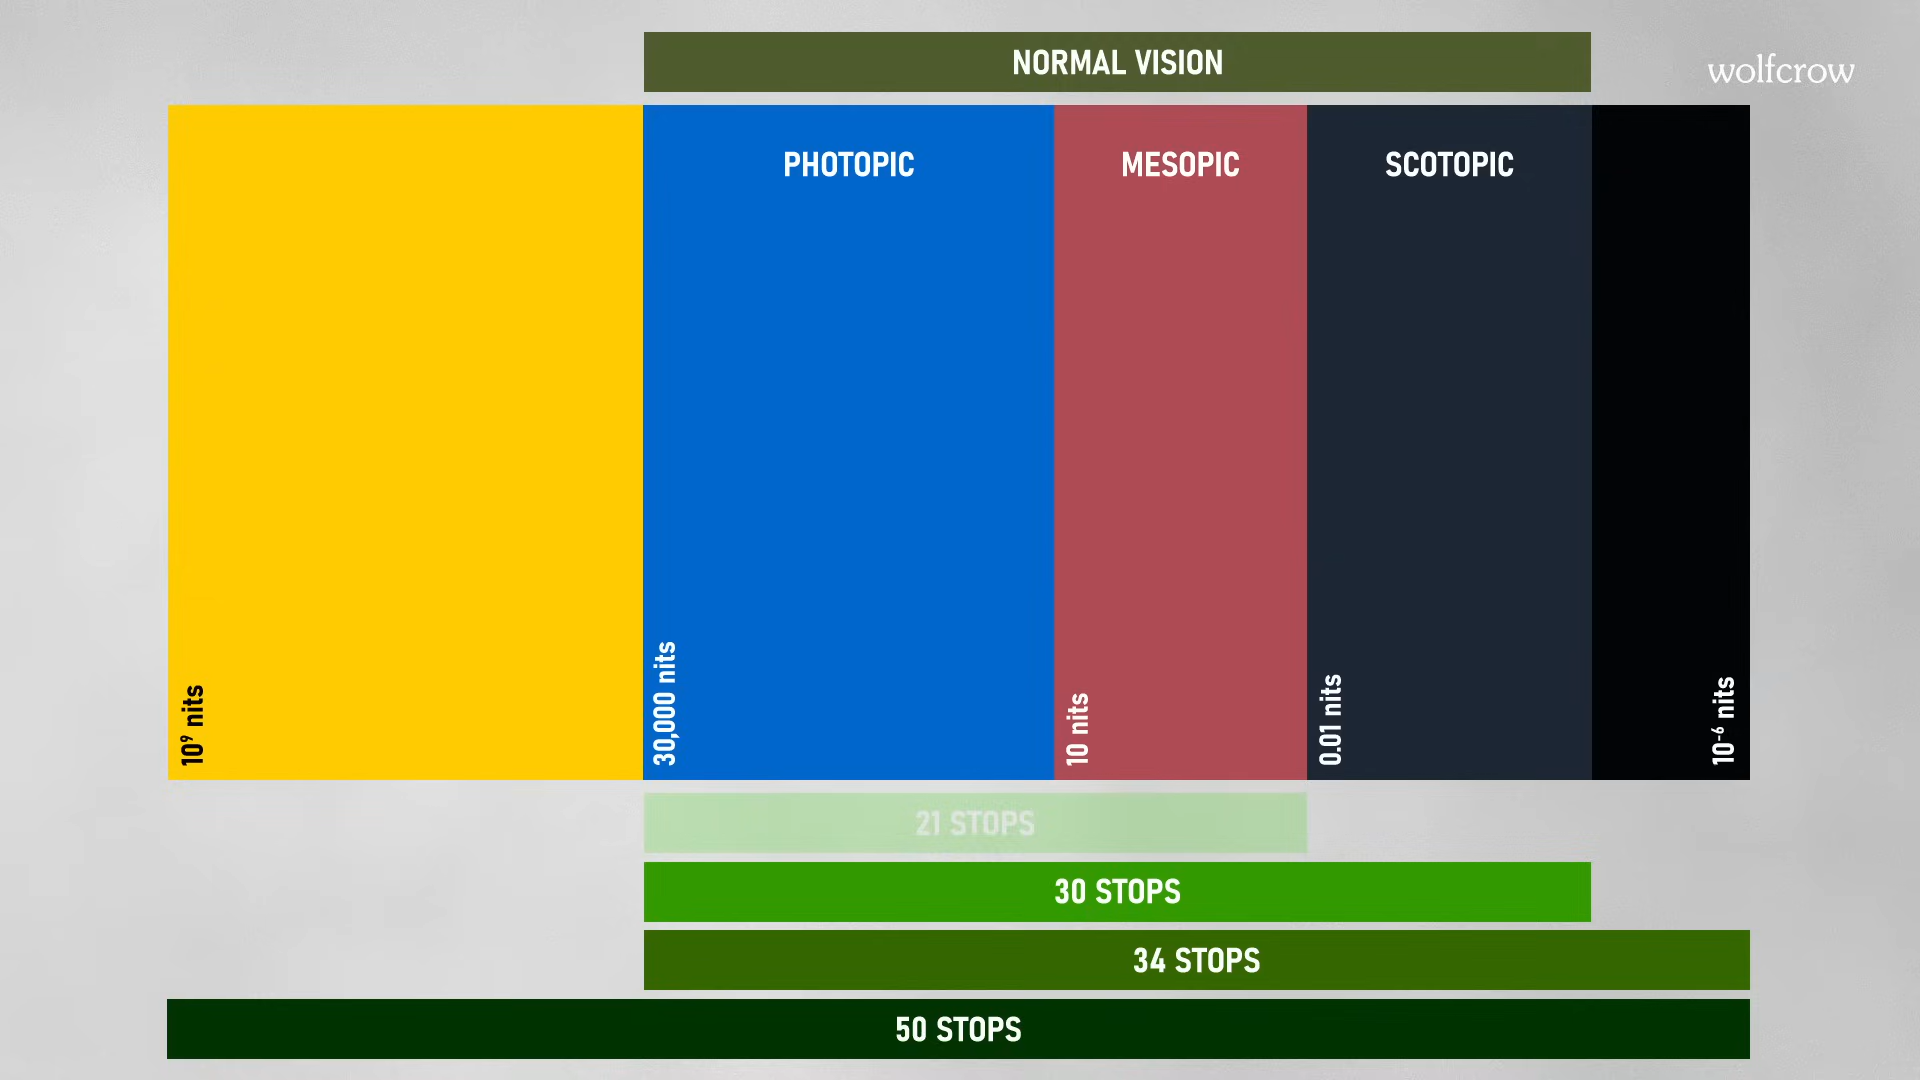 NORMAL VISION
wolfcrow
PHOTOPIC
MESOPIC
SCOTOPIC
10⁹ nits
30,000 nits
10 nits
0.01 nits
10⁻⁶ nits
21 STOPS
30 STOPS
34 STOPS
50 STOPS